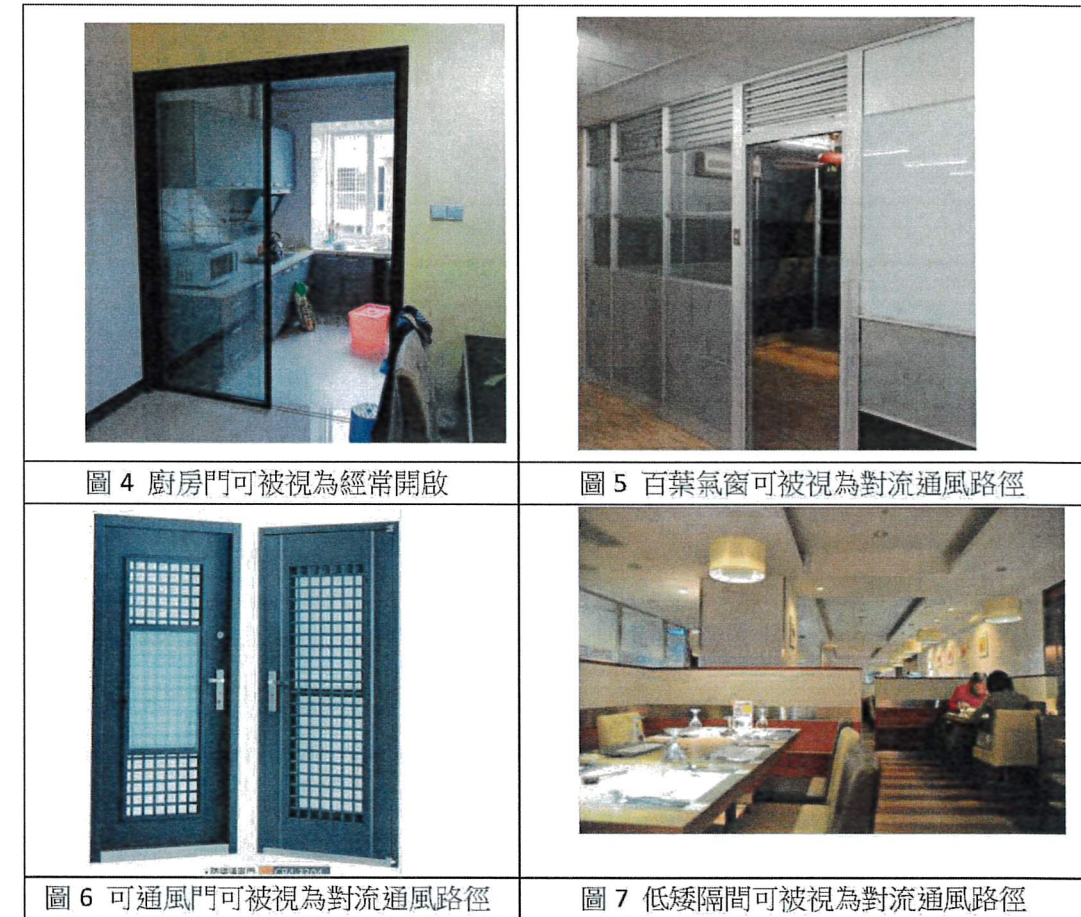 圖 4 廚房門可被視為經常開啟
圖 5 百葉氣窗可被視為對流通風路徑
圖 6 可通風門可被視為對流通風路徑
圖 7 低矮隔間可被視為對流通風路徑